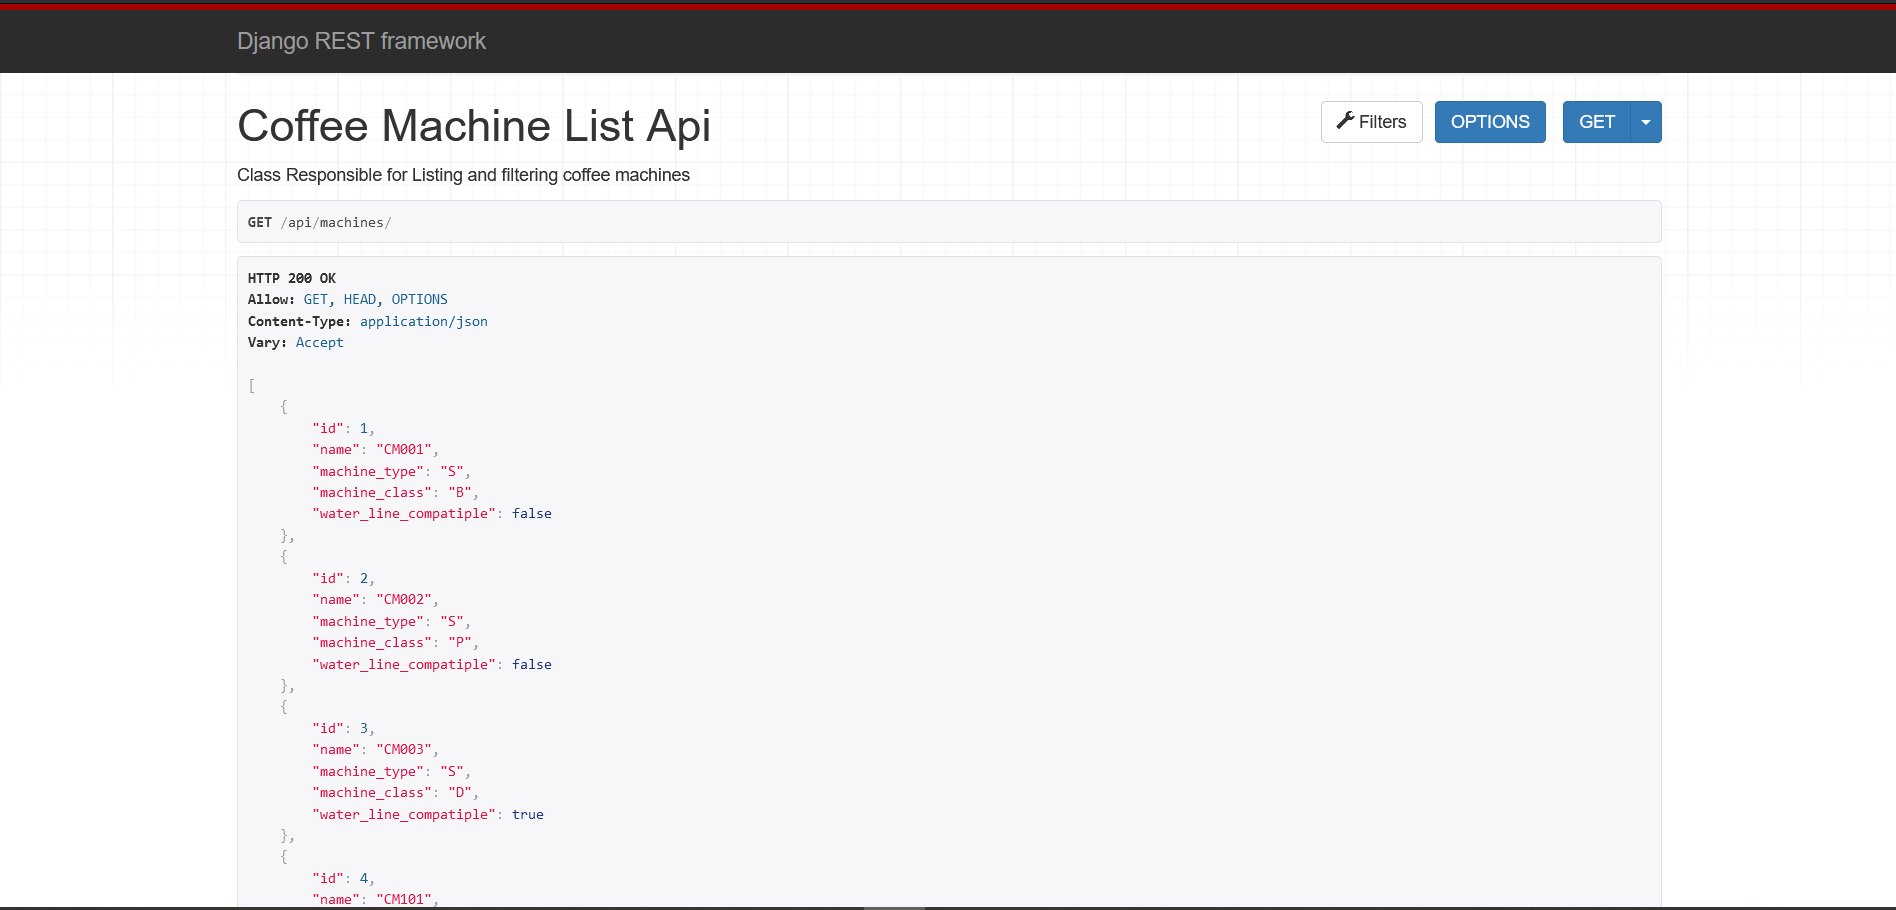 Django REST framework
Coffee Machine List Api
Filters
OPTIONS
GET
Class Responsible for Listing and filtering coffee machines
GET /api/machines/
HTTP 200 OK
Allow: GET, HEAD, OPTIONS
Content-Type: application/json
Vary: Accept
[
    {
        "id": 1,
        "name": "CM001",
        "machine_type": "S",
        "machine_class": "B",
        "water_line_compatiple": false
    },
    {
        "id": 2,
        "name": "CM002",
        "machine_type": "S",
        "machine_class": "P",
        "water_line_compatiple": false
    },
    {
        "id": 3,
        "name": "CM003",
        "machine_type": "S",
        "machine_class": "D",
        "water_line_compatiple": true
    },
    {
        "id": 4,
        "name": "CM101",